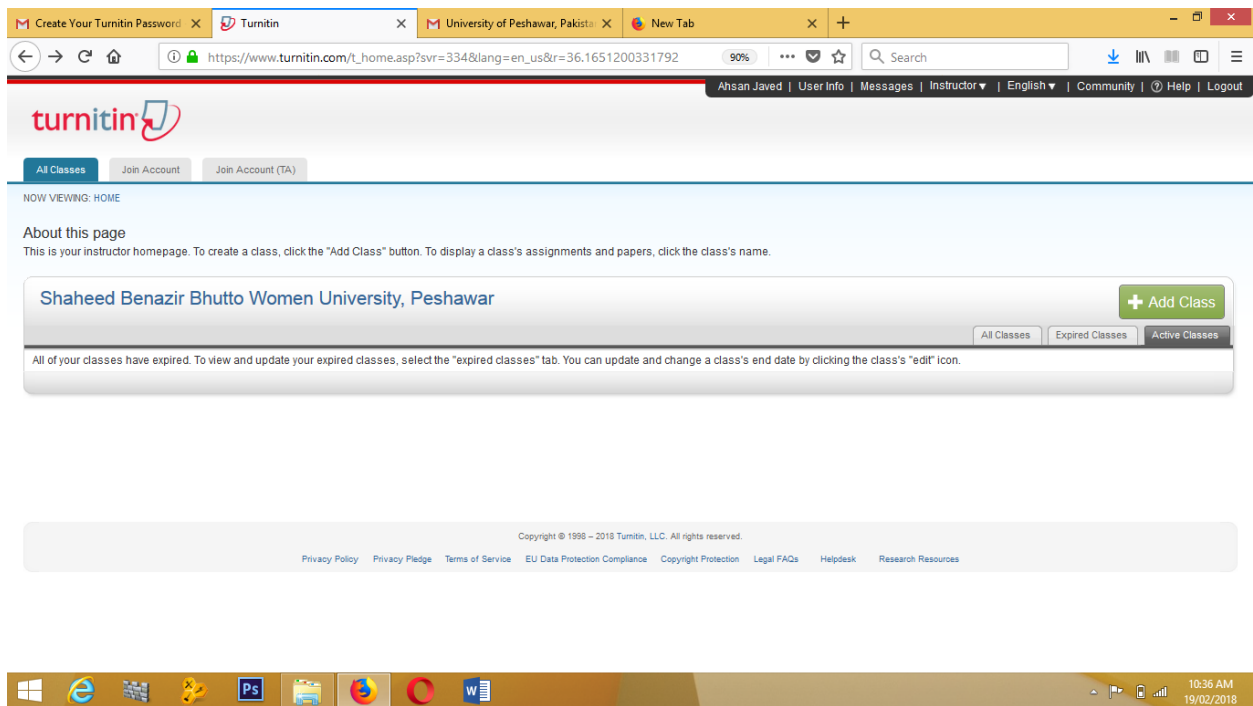 Create Your Turnitin Password
Turnitin
University of Peshawar, Pakista
New Tab
https://www.turnitin.com/t_home.asp?svr=334&lang=en_us&r=36.1651200331792
90%
Search
Ahsan Javed | User Info | Messages | Instructor | English | Community | Help | Logout
turnitin
All Classes Join Account Join Account (TA)
NOW VIEWING: HOME
About this page
This is your instructor homepage. To create a class, click the "Add Class" button. To display a class's assignments and papers, click the class's name.
Shaheed Benazir Bhutto Women University, Peshawar
Add Class
All Classes Expired Classes Active Classes
All of your classes have expired. To view and update your expired classes, select the "expired classes" tab. You can update and change a class's end date by clicking the class's "edit" icon.
Copyright © 1998 – 2018 Turnitin, LLC. All rights reserved.
Privacy Policy Privacy Pledge Terms of Service EU Data Protection Compliance Copyright Protection Legal FAQs Helpdesk Research Resources
Ps
W
10:36 AM
19/02/2018